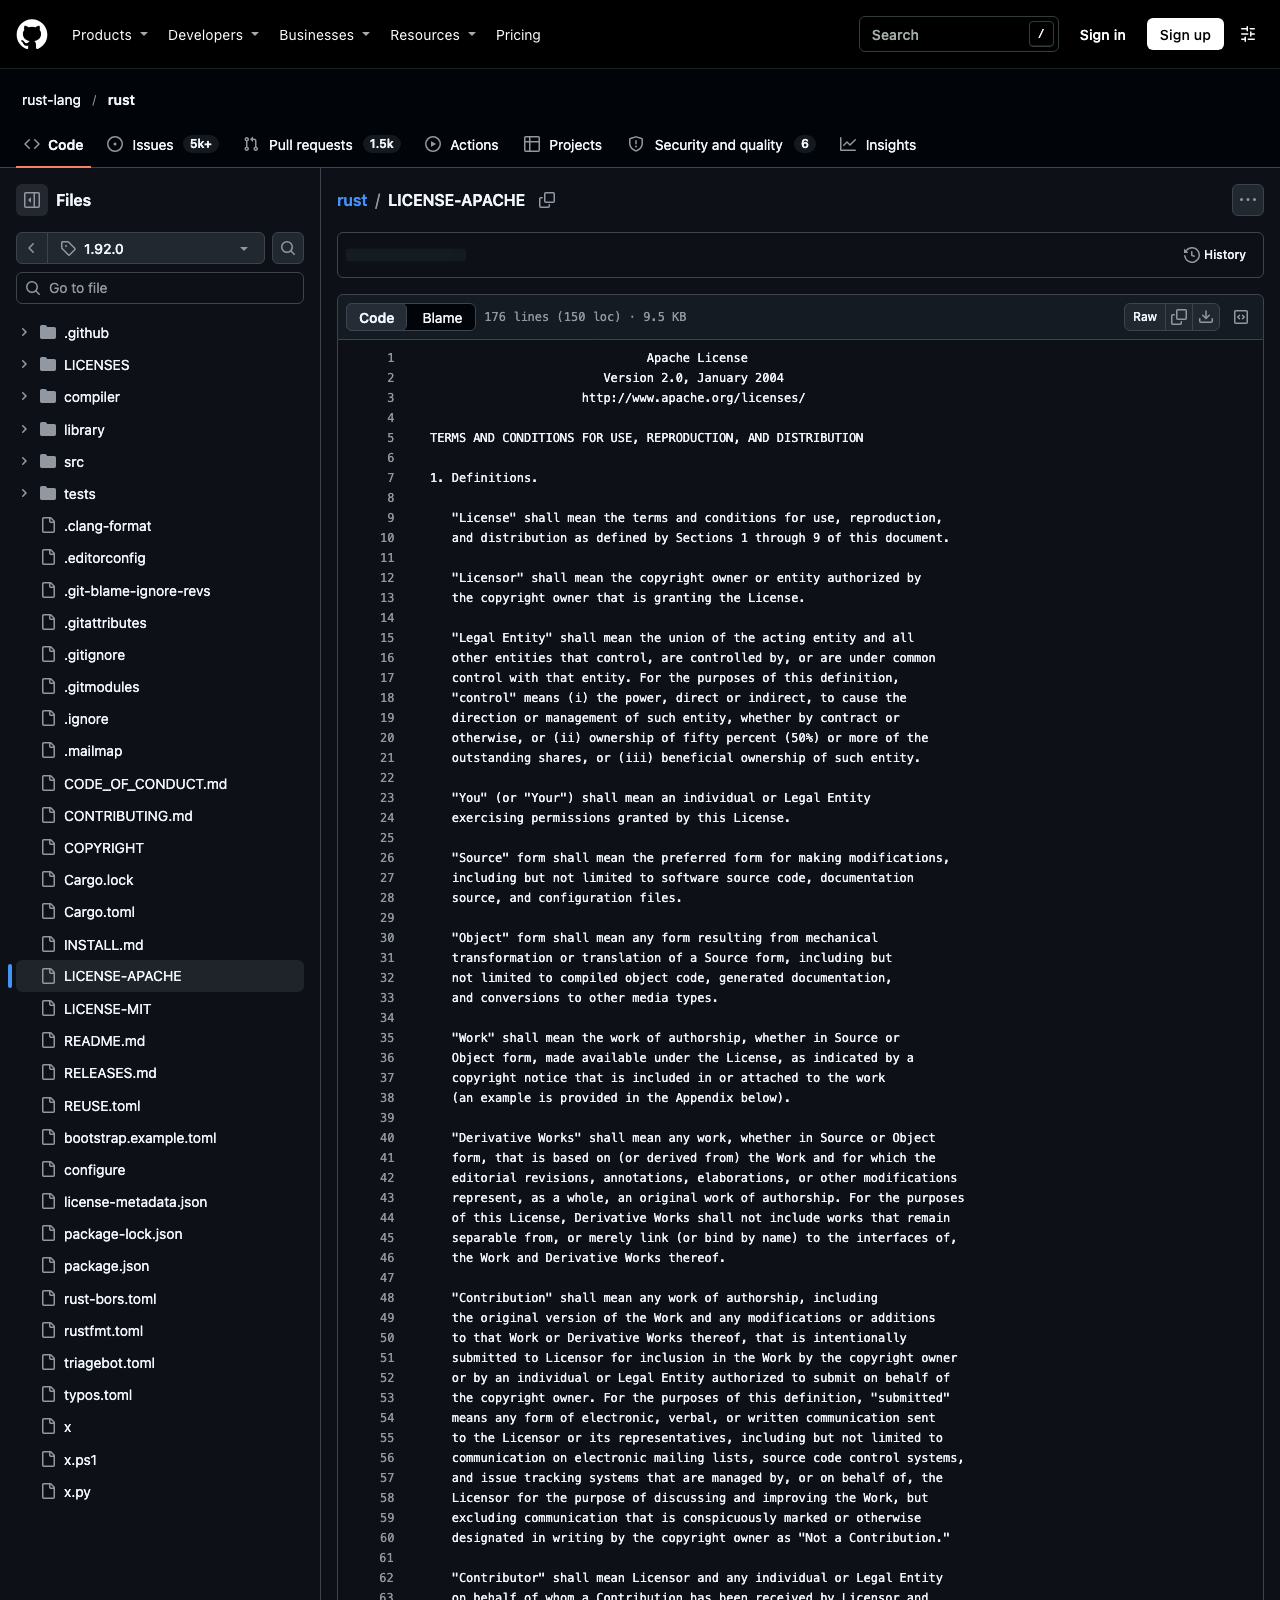 Products Developers Businesses Resources Pricing Search / Sign in Sign up
rust-lang / rust
Code Issues 5k+ Pull requests 1.5k Actions Projects Security and quality 6 Insights
Files
1.92.0
Go to file
.github
LICENSES
compiler
library
src
tests
.clang-format
.editorconfig
.git-blame-ignore-revs
.gitattributes
.gitignore
.gitmodules
.ignore
.mailmap
CODE_OF_CONDUCT.md
CONTRIBUTING.md
COPYRIGHT
Cargo.lock
Cargo.toml
INSTALL.md
LICENSE-APACHE
LICENSE-MIT
README.md
RELEASES.md
REUSE.toml
bootstrap.example.toml
configure
license-metadata.json
package-lock.json
package.json
rust-bors.toml
rustfmt.toml
triagebot.toml
typos.toml
x
x.ps1
x.py
rust / LICENSE-APACHE
History
Code Blame 176 lines (150 loc) · 9.5 KB Raw
1 Apache License
2 Version 2.0, January 2004
3 http://www.apache.org/licenses/
4
5 TERMS AND CONDITIONS FOR USE, REPRODUCTION, AND DISTRIBUTION
6
7 1. Definitions.
8
9 "License" shall mean the terms and conditions for use, reproduction,
10 and distribution as defined by Sections 1 through 9 of this document.
11
12 "Licensor" shall mean the copyright owner or entity authorized by
13 the copyright owner that is granting the License.
14
15 "Legal Entity" shall mean the union of the acting entity and all
16 other entities that control, are controlled by, or are under common
17 control with that entity. For the purposes of this definition,
18 "control" means (i) the power, direct or indirect, to cause the
19 direction or management of such entity, whether by contract or
20 otherwise, or (ii) ownership of fifty percent (50%) or more of the
21 outstanding shares, or (iii) beneficial ownership of such entity.
22
23 "You" (or "Your") shall mean an individual or Legal Entity
24 exercising permissions granted by this License.
25
26 "Source" form shall mean the preferred form for making modifications,
27 including but not limited to software source code, documentation
28 source, and configuration files.
29
30 "Object" form shall mean any form resulting from mechanical
31 transformation or translation of a Source form, including but
32 not limited to compiled object code, generated documentation,
33 and conversions to other media types.
34
35 "Work" shall mean the work of authorship, whether in Source or
36 Object form, made available under the License, as indicated by a
37 copyright notice that is included in or attached to the work
38 (an example is provided in the Appendix below).
39
40 "Derivative Works" shall mean any work, whether in Source or Object
41 form, that is based on (or derived from) the Work and for which the
42 editorial revisions, annotations, elaborations, or other modifications
43 represent, as a whole, an original work of authorship. For the purposes
44 of this License, Derivative Works shall not include works that remain
45 separable from, or merely link (or bind by name) to the interfaces of,
46 the Work and Derivative Works thereof.
47
48 "Contribution" shall mean any work of authorship, including
49 the original version of the Work and any modifications or additions
50 to that Work or Derivative Works thereof, that is intentionally
51 submitted to Licensor for inclusion in the Work by the copyright owner
52 or by an individual or Legal Entity authorized to submit on behalf of
53 the copyright owner. For the purposes of this definition, "submitted"
54 means any form of electronic, verbal, or written communication sent
55 to the Licensor or its representatives, including but not limited to
56 communication on electronic mailing lists, source code control systems,
57 and issue tracking systems that are managed by, or on behalf of, the
58 Licensor for the purpose of discussing and improving the Work, but
59 excluding communication that is conspicuously marked or otherwise
60 designated in writing by the copyright owner as "Not a Contribution."
61
62 "Contributor" shall mean Licensor and any individual or Legal Entity
63 on behalf of whom a Contribution has been received by Licensor and